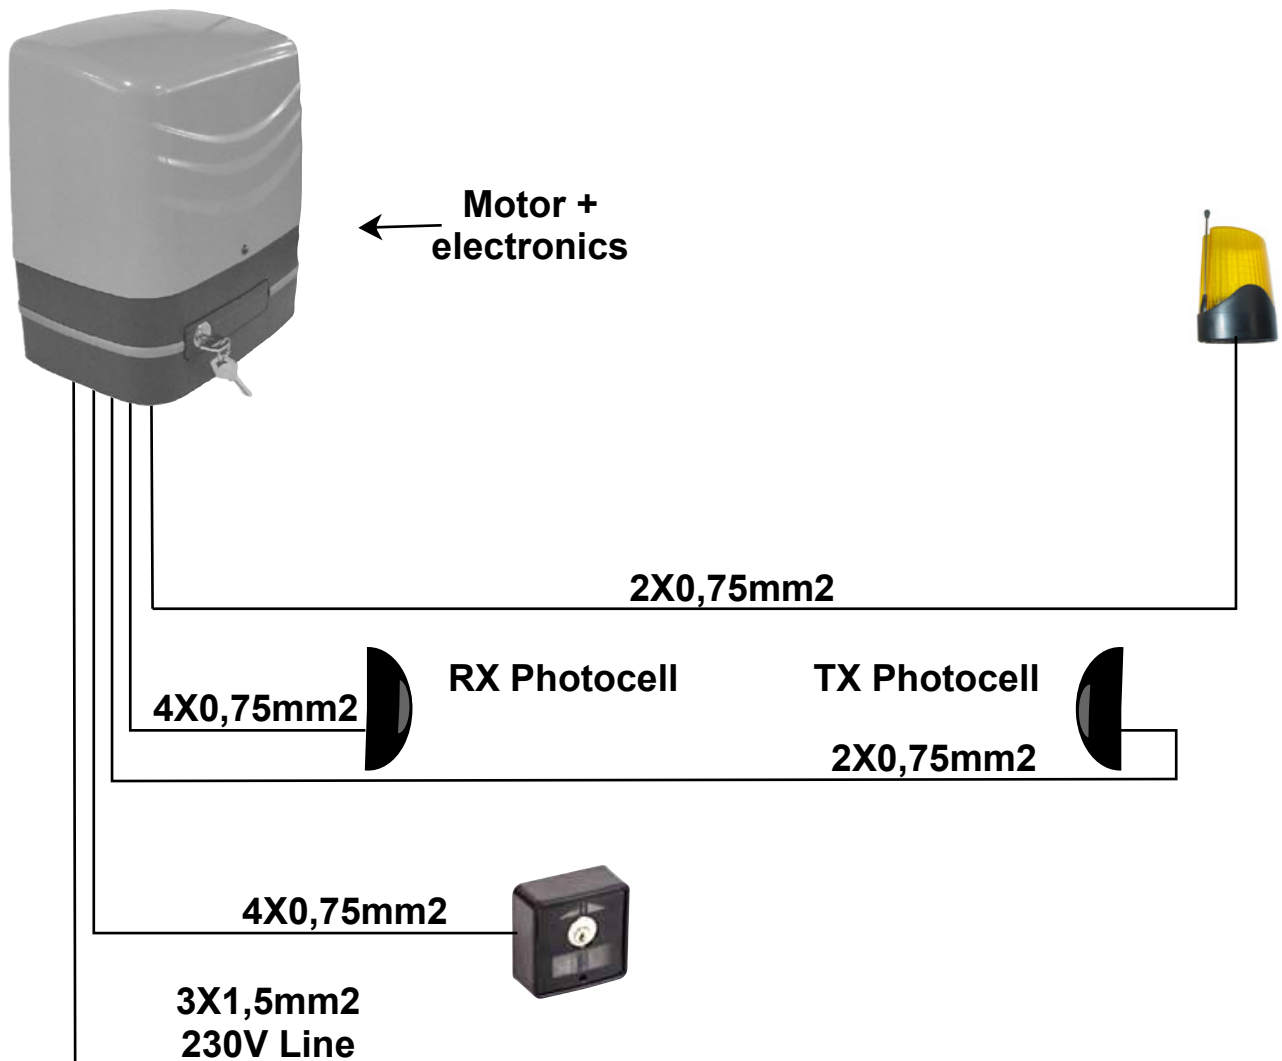 Motor +
electronics
2X0,75mm2
RX Photocell
TX Photocell
4X0,75mm2
2X0,75mm2
4X0,75mm2
3X1,5mm2
230V Line